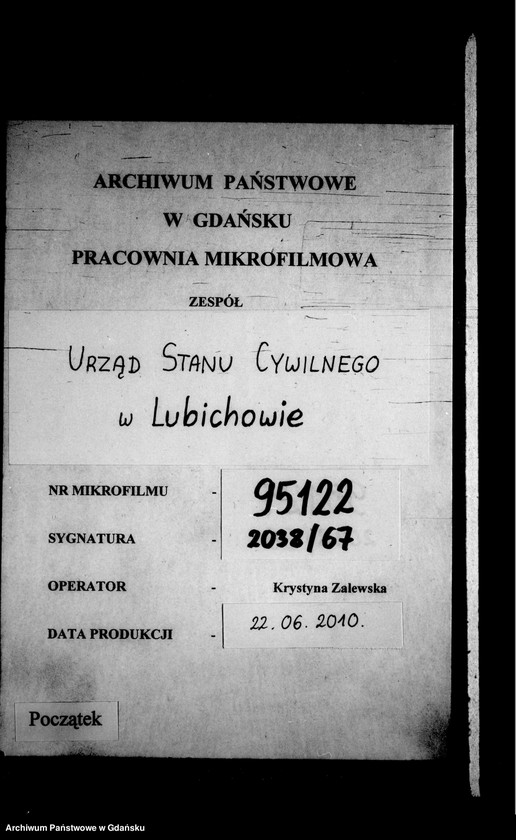 ARCHIWUM PAŃSTWOWE
W GDAŃSKU
PRACOWNIA MIKROFILMOWA
ZESPÓŁ
URZĄD STANU CYWILNEGO
w Lubichowie
NR MIKROFILMU - 95122
SYGNATURA - 2038/67
OPERATOR - Krystyna Zalewska
DATA PRODUKCJI - 22.06.2010.
Początek
Archiwum Państwowe w Gdańsku